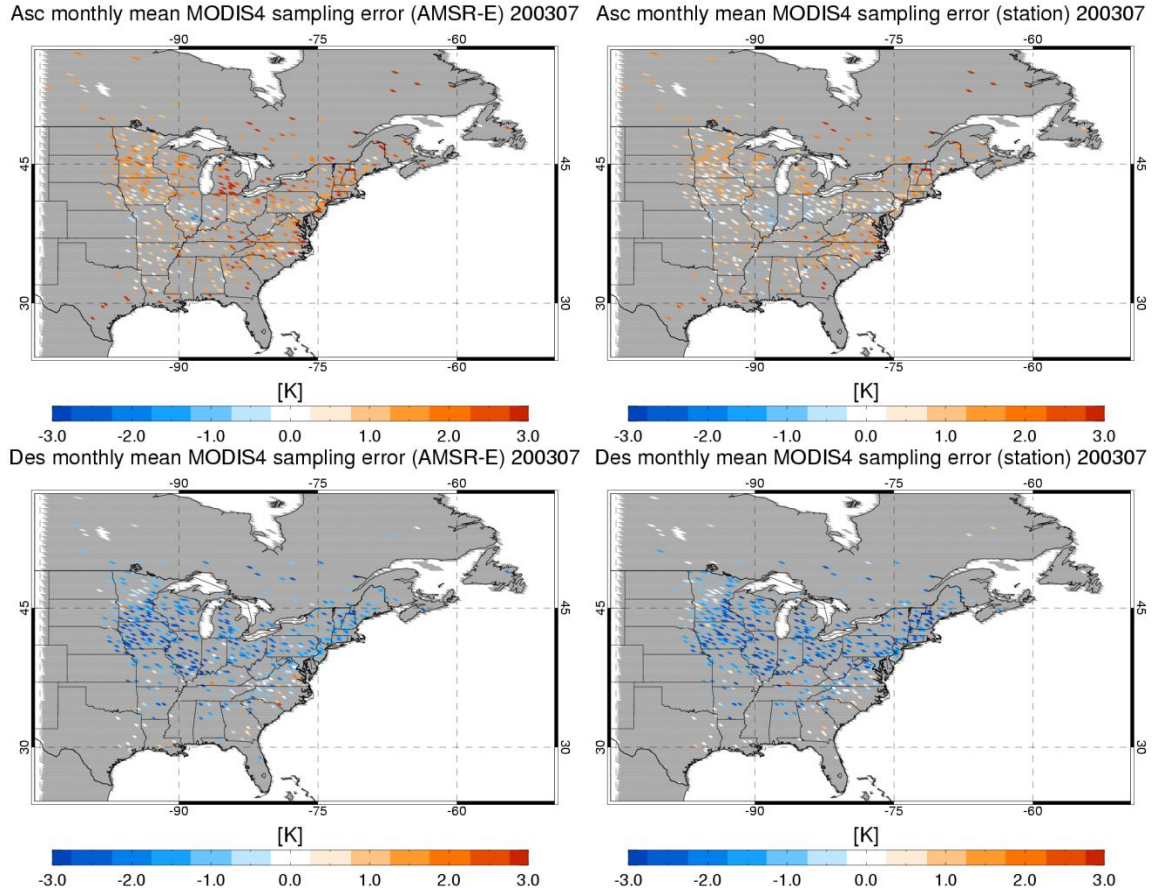 Asc monthly mean MODIS4 sampling error (AMSR-E) 200307
-90 -75 -60
45 45
30 30
-90 -75 -60
[K]
-3.0 -2.0 -1.0 0.0 1.0 2.0 3.0
Asc monthly mean MODIS4 sampling error (station) 200307
-90 -75 -60
45 45
30 30
-90 -75 -60
[K]
-3.0 -2.0 -1.0 0.0 1.0 2.0 3.0
Des monthly mean MODIS4 sampling error (AMSR-E) 200307
-90 -75 -60
45 45
30 30
-90 -75 -60
[K]
-3.0 -2.0 -1.0 0.0 1.0 2.0 3.0
Des monthly mean MODIS4 sampling error (station) 200307
-90 -75 -60
45 45
30 30
-90 -75 -60
[K]
-3.0 -2.0 -1.0 0.0 1.0 2.0 3.0